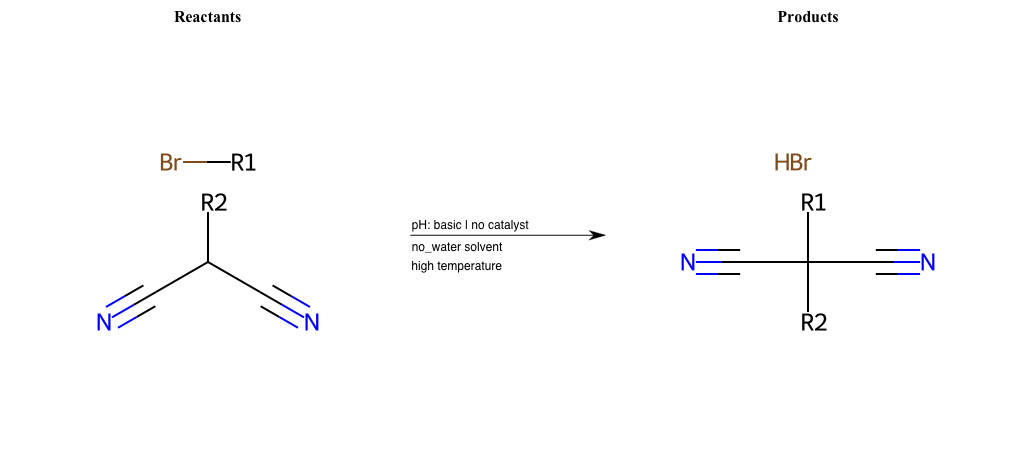 Reactants
Products
Br R1
HBr
R2
R1
pH: basic | no catalyst
no_water solvent
high temperature
N N
N N
R2